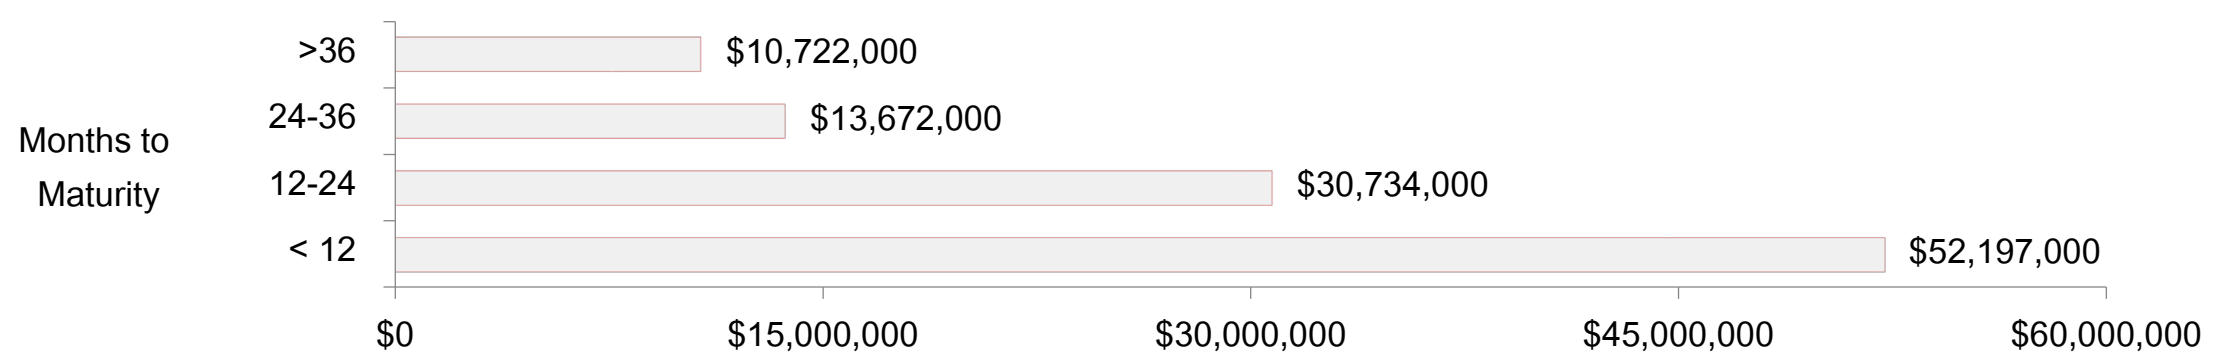 >36 $10,722,000
24-36 $13,672,000
Months to
12-24 $30,734,000
Maturity
< 12 $52,197,000
$0 $15,000,000 $30,000,000 $45,000,000 $60,000,000